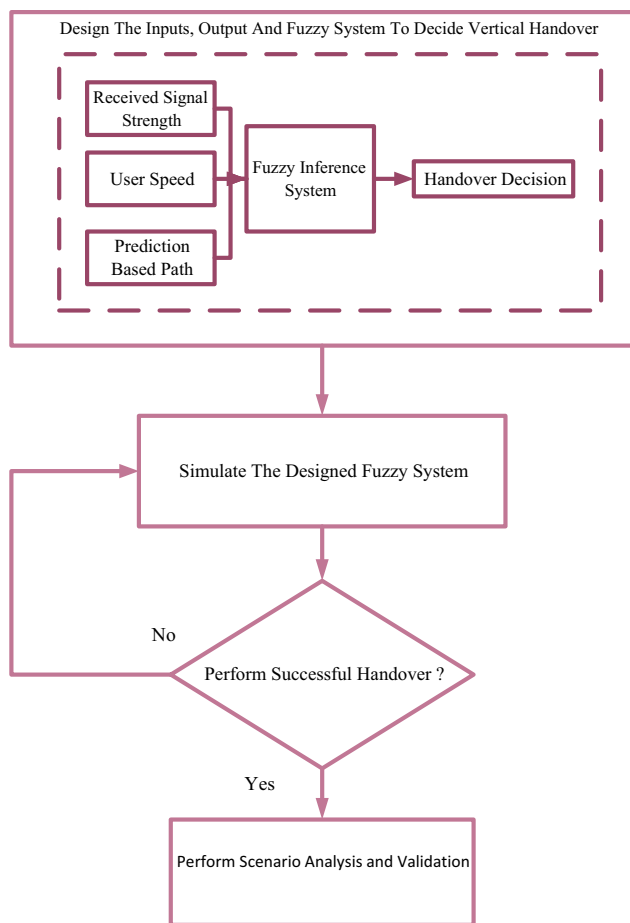 Design The Inputs, Output And Fuzzy System To Decide Vertical Handover
Received Signal
Strength
User Speed
Prediction
Based Path
Fuzzy Inference
System
Handover Decision
Simulate The Designed Fuzzy System
No
Perform Successful Handover ?
Yes
Perform Scenario Analysis and Validation